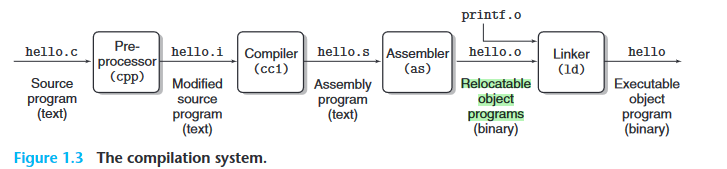 printf.o
hello.c
Pre-
processor
(cpp)
hello.i
Compiler
(cc1)
hello.s
Assembler
(as)
hello.o
Linker
(ld)
hello
Source
program
(text)
Modified
source
program
(text)
Assembly
program
(text)
Relocatable
object
programs
(binary)
Executable
object
program
(binary)
Figure 1.3 The compilation system.